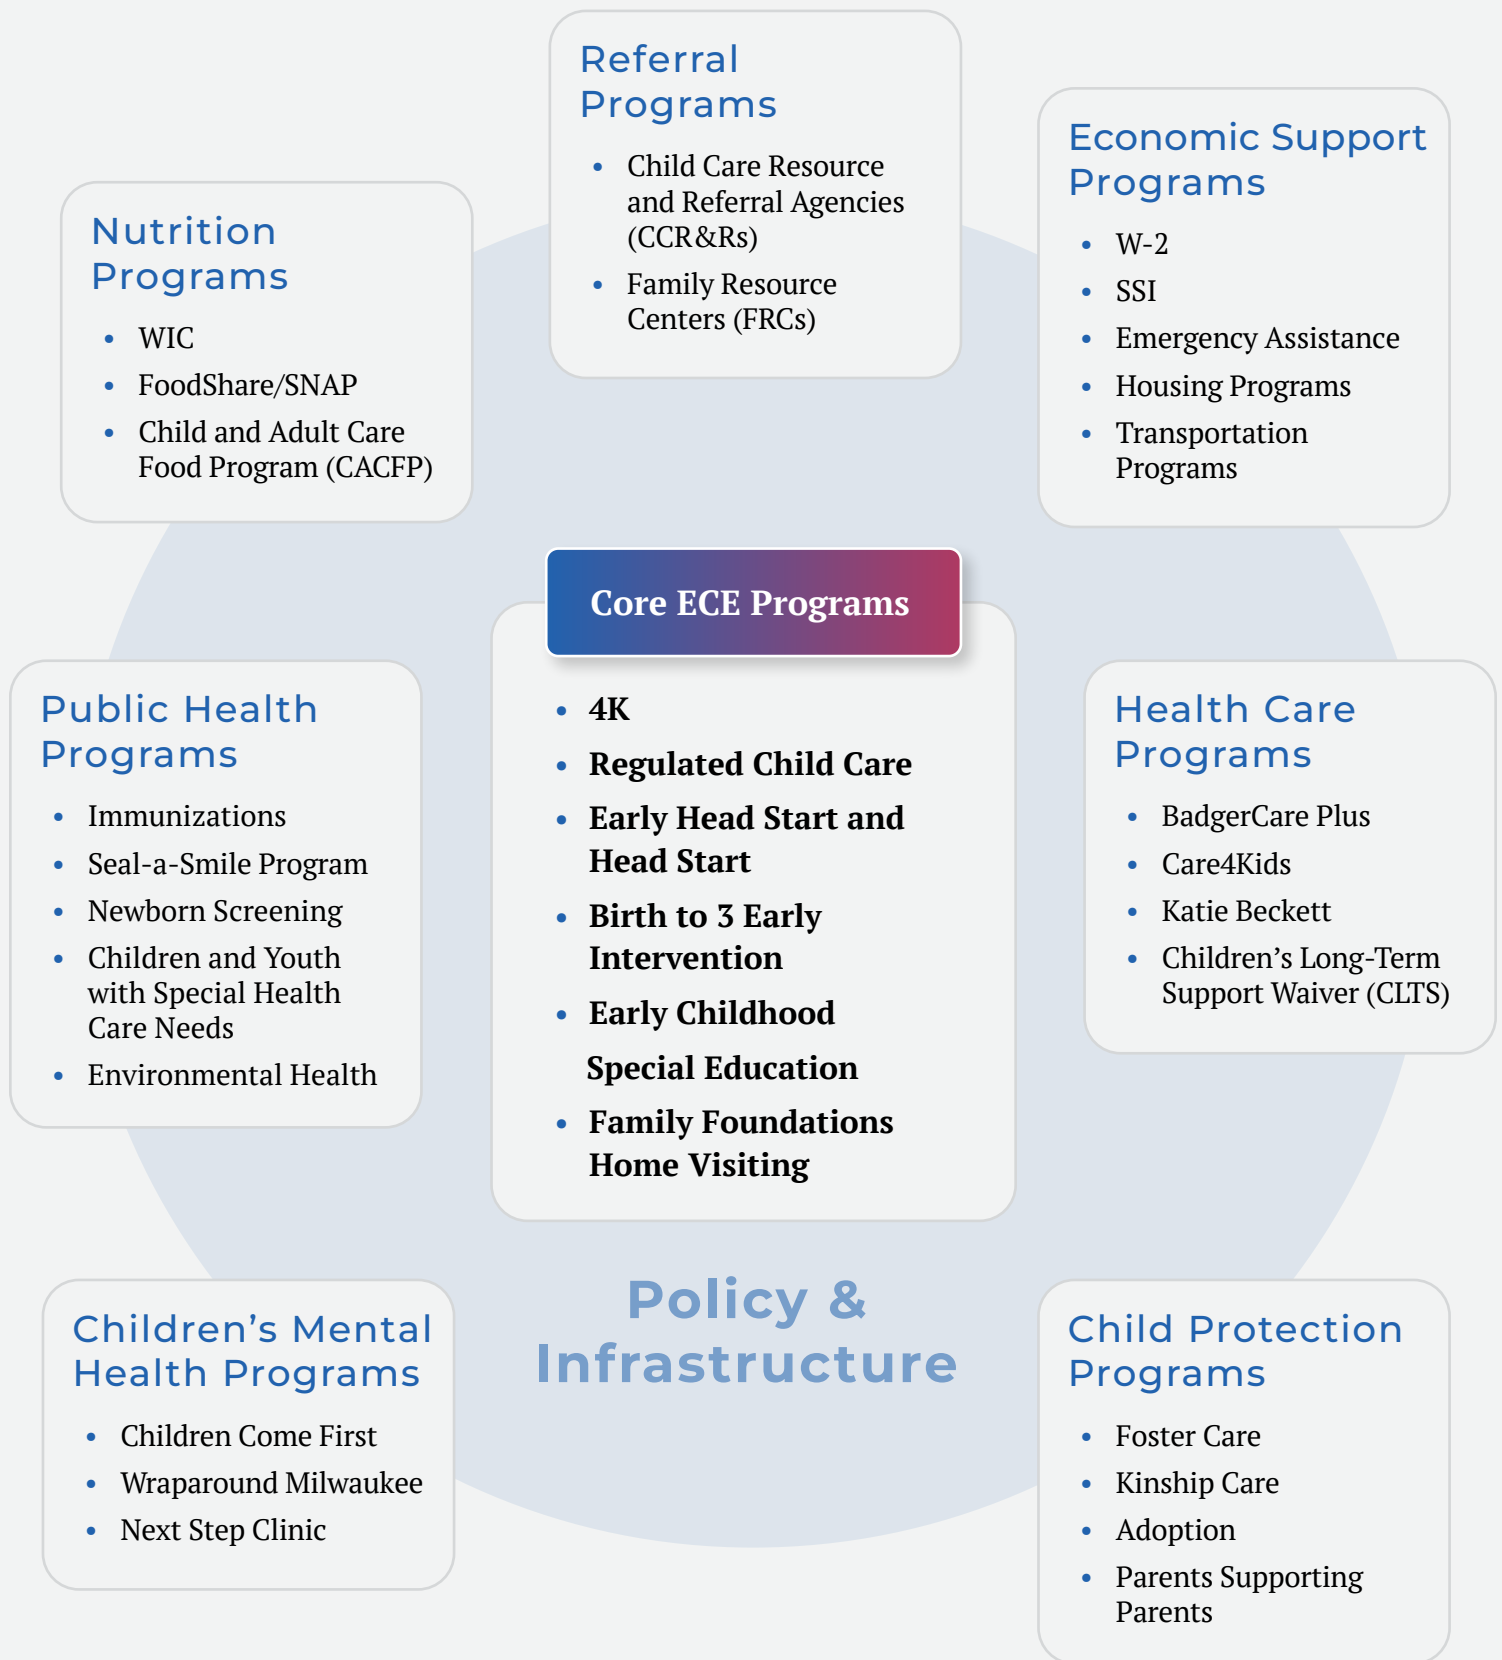 Referral
Programs
• Child Care Resource
and Referral Agencies
(CCR&Rs)
• Family Resource
Centers (FRCs)
Economic Support
Programs
• W-2
• SSI
• Emergency Assistance
• Housing Programs
• Transportation
Programs
Nutrition
Programs
• WIC
• FoodShare/SNAP
• Child and Adult Care
Food Program (CACFP)
Core ECE Programs
• 4K
• Regulated Child Care
• Early Head Start and
Head Start
• Birth to 3 Early
Intervention
• Early Childhood
Special Education
• Family Foundations
Home Visiting
Public Health
Programs
• Immunizations
• Seal-a-Smile Program
• Newborn Screening
• Children and Youth
with Special Health
Care Needs
• Environmental Health
Health Care
Programs
• BadgerCare Plus
• Care4Kids
• Katie Beckett
• Children’s Long-Term
Support Waiver (CLTS)
Policy &
Infrastructure
Children’s Mental
Health Programs
• Children Come First
• Wraparound Milwaukee
• Next Step Clinic
Child Protection
Programs
• Foster Care
• Kinship Care
• Adoption
• Parents Supporting
Parents